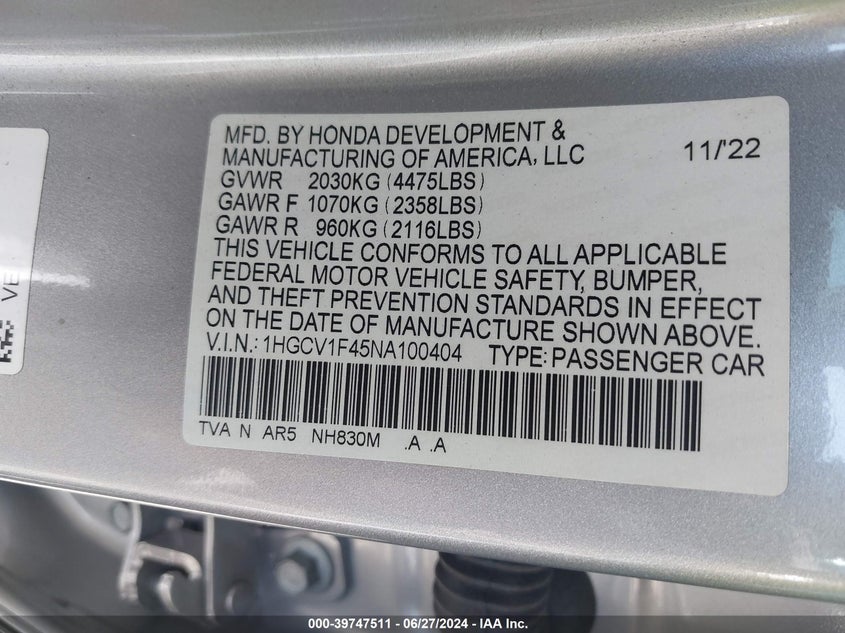 MFD. BY HONDA DEVELOPMENT &
MANUFACTURING OF AMERICA, LLC 11/'22
GVWR 2030KG (4475LBS)
GAWR F 1070KG (2358LBS)
GAWR R 960KG (2116LBS)
THIS VEHICLE CONFORMS TO ALL APPLICABLE
FEDERAL MOTOR VEHICLE SAFETY, BUMPER,
AND THEFT PREVENTION STANDARDS IN EFFECT
ON THE DATE OF MANUFACTURE SHOWN ABOVE.
V.I.N.: 1HGCV1F45NA100404 TYPE: PASSENGER CAR
TVA N AR5 NH830M .A .A
VE
000-39747511 - 06/27/2024 - IAA Inc.